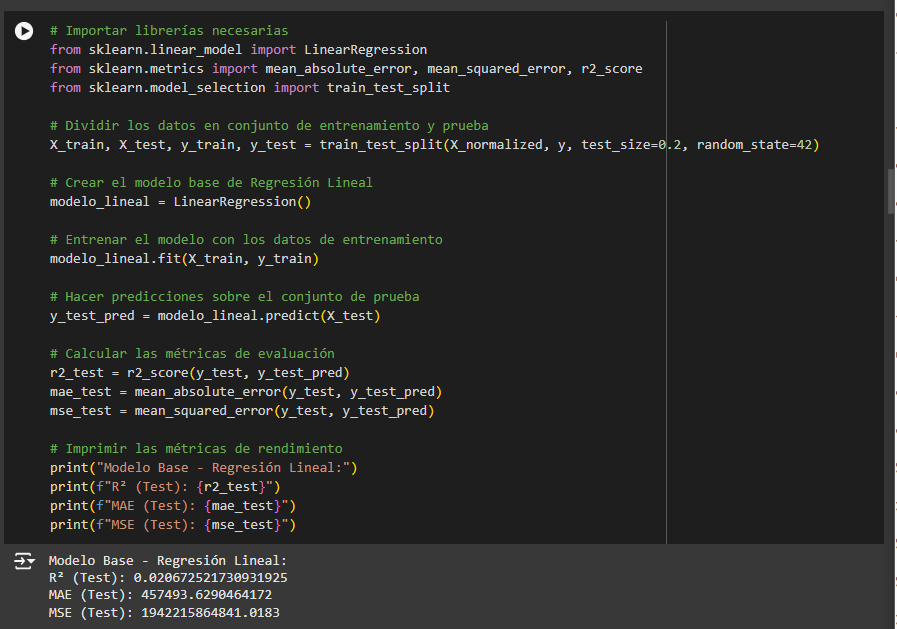 # Importar librerías necesarias
from sklearn.linear_model import LinearRegression
from sklearn.metrics import mean_absolute_error, mean_squared_error, r2_score
from sklearn.model_selection import train_test_split
# Dividir los datos en conjunto de entrenamiento y prueba
X_train, X_test, y_train, y_test = train_test_split(X_normalized, y, test_size=0.2, random_state=42)
# Crear el modelo base de Regresión Lineal
modelo_lineal = LinearRegression()
# Entrenar el modelo con los datos de entrenamiento
modelo_lineal.fit(X_train, y_train)
# Hacer predicciones sobre el conjunto de prueba
y_test_pred = modelo_lineal.predict(X_test)
# Calcular las métricas de evaluación
r2_test = r2_score(y_test, y_test_pred)
mae_test = mean_absolute_error(y_test, y_test_pred)
mse_test = mean_squared_error(y_test, y_test_pred)
# Imprimir las métricas de rendimiento
print("Modelo Base - Regresión Lineal:")
print(f"R² (Test): {r2_test}")
print(f"MAE (Test): {mae_test}")
print(f"MSE (Test): {mse_test}")
Modelo Base - Regresión Lineal:
R² (Test): 0.020672521730931925
MAE (Test): 457493.6290464172
MSE (Test): 1942215864841.0183